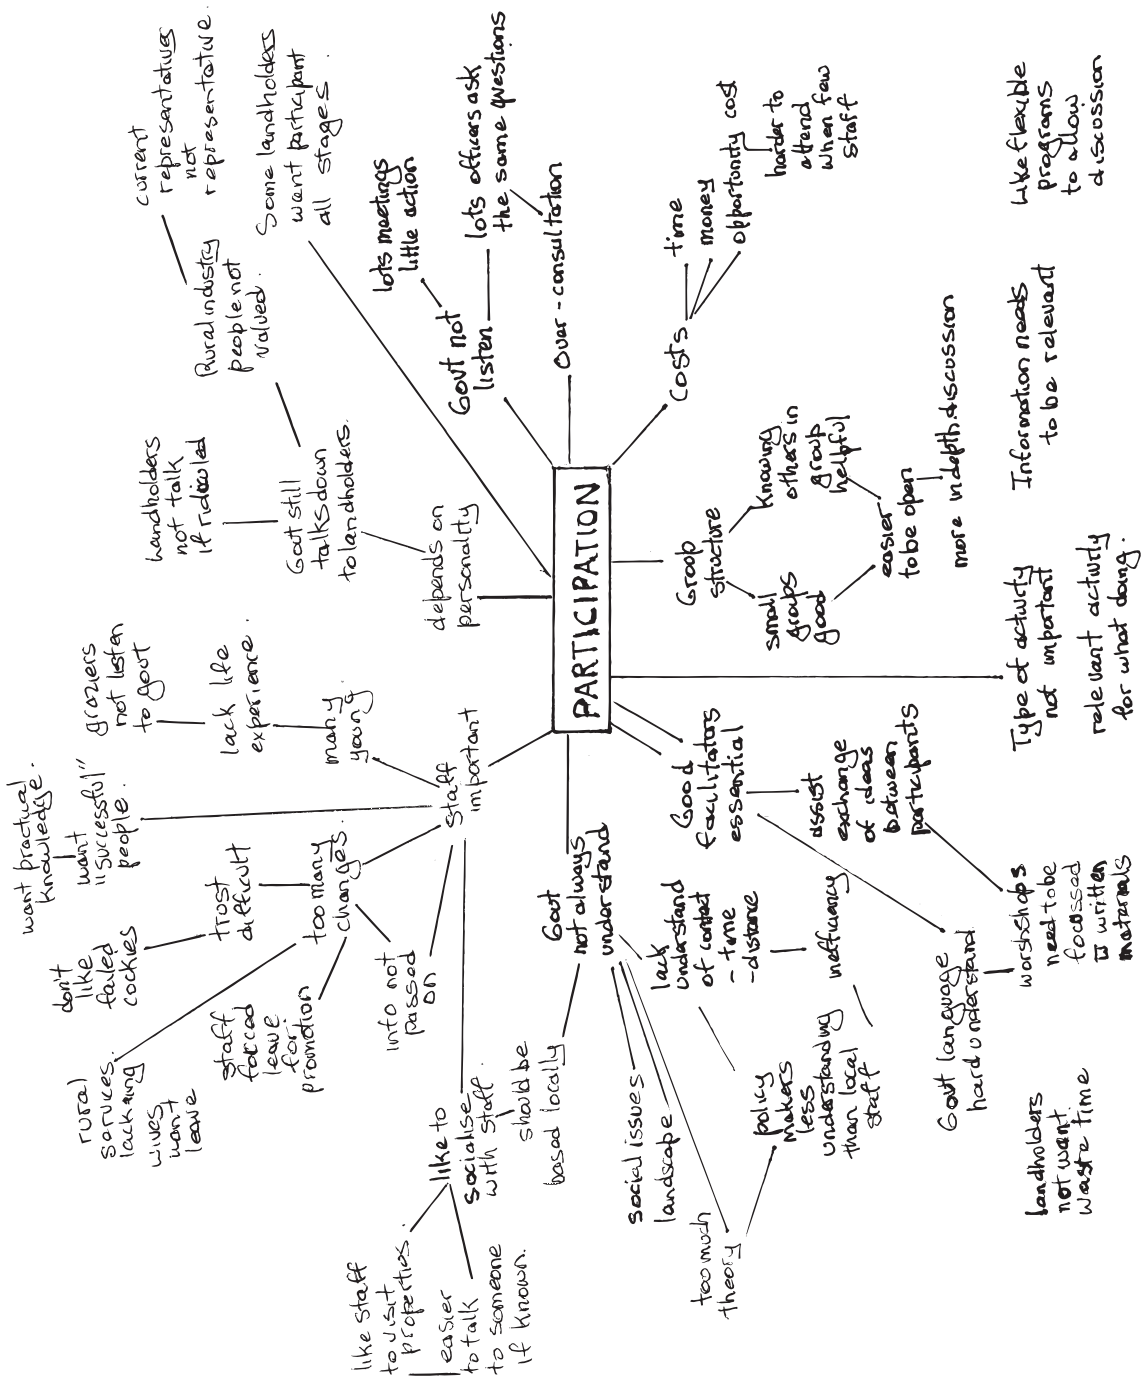 PARTICIPATION
current
representatives
not
representative.
Rural industry
people not
valued.
Some landholders
want participant
all stages.
lots meetings
little action
Govt not
listen
lots officers ask
the same questions
over-consultation
costs
time
money
opportunity cost
harder to
attend
when few
staff
landholders
not talk
if ridiculed
Govt still
talks down
to landholders.
depends on
personality
Group
structure
knowing
others in
group
helpful
small
groups
good
easier
to be open
more indepth discussion
Like flexible
programs
to allow
discussion
Information needs
to be relevant
Type of activity
not important
relevant activity
for what doing.
graziers
not listen
to govt
lack life
experience.
many
young
staff
important
want practical
knowledge.
want
"successful"
people.
too many
changes.
trust
difficult
don't
like
failed
cockies
rural
services
lacking
wives
want
leave
staff
forced
leave
for
promotion
info not
passed
on
like to
socialise
with staff.
like staff
to visit
properties.
easier
to talk
to someone
if known.
Govt
not always
understand
should be
based locally
social issues
landscape
too much
theory
lack
understand
of contact
- time
- distance
inefficiency
policy
makers
less
understanding
than local
staff
Good
facilitators
essential
assist
exchange
of ideas
between
participants
Govt language
hard understand.
worshsops
need to be
focussed
w written
materials
landholders
not want
waste time